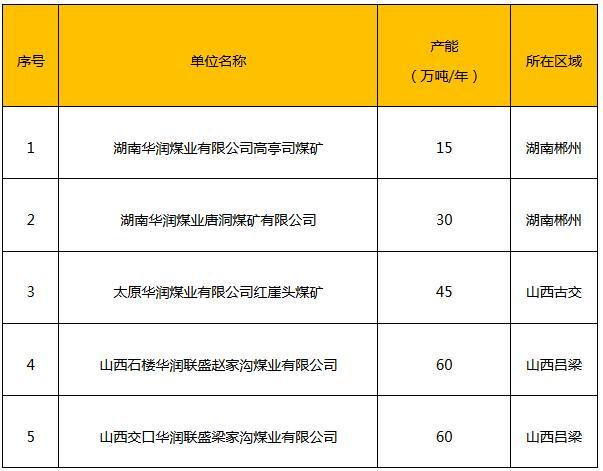 序号 单位名称 产能（万吨/年） 所在区域
1 湖南华润煤业有限公司高亭司煤矿 15 湖南郴州
2 湖南华润煤业唐洞煤矿有限公司 30 湖南郴州
3 太原华润煤业有限公司红崖头煤矿 45 山西古交
4 山西石楼华润联盛赵家沟煤业有限公司 60 山西吕梁
5 山西交口华润联盛梁家沟煤业有限公司 60 山西吕梁